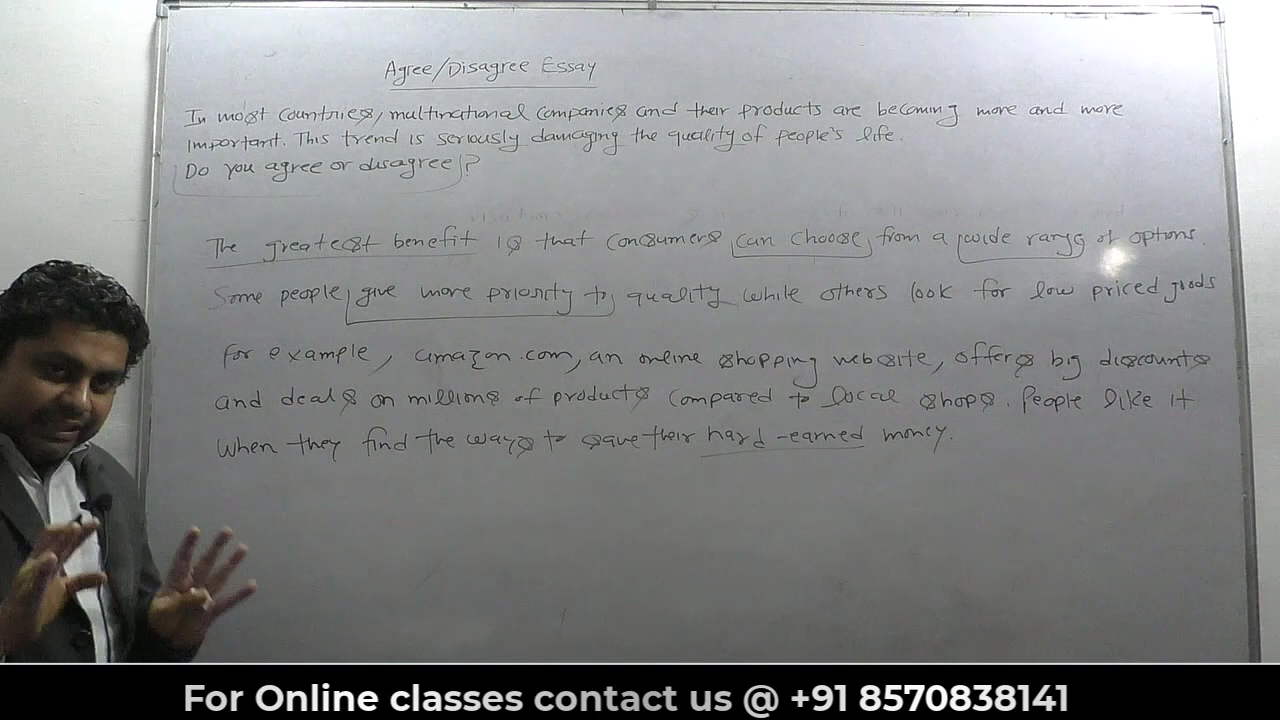 Agree/Disagree Essay
In most countries, multinational companies and their products are becoming more and more
important. This trend is seriously damaging the quality of people's life.
Do you agree or disagree?
The greatest benefit is that consumers can choose from a wide range of options.
Some people give more priority to quality while others look for low priced goods
For example, amazon.com, an online shopping website, offers big discounts
and deals on millions of products compared to local shops. People like it
when they find the ways to save their hard-earned money.
For Online classes contact us @ +91 8570838141